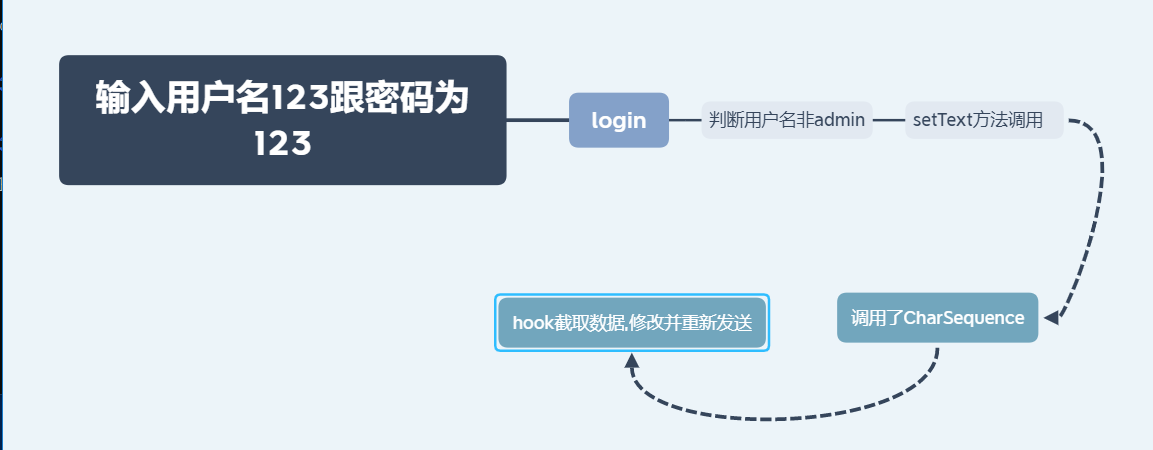 输入用户名123跟密码为
123
login
判断用户名非admin
setText方法调用
调用了CharSequence
hook截取数据,修改并重新发送